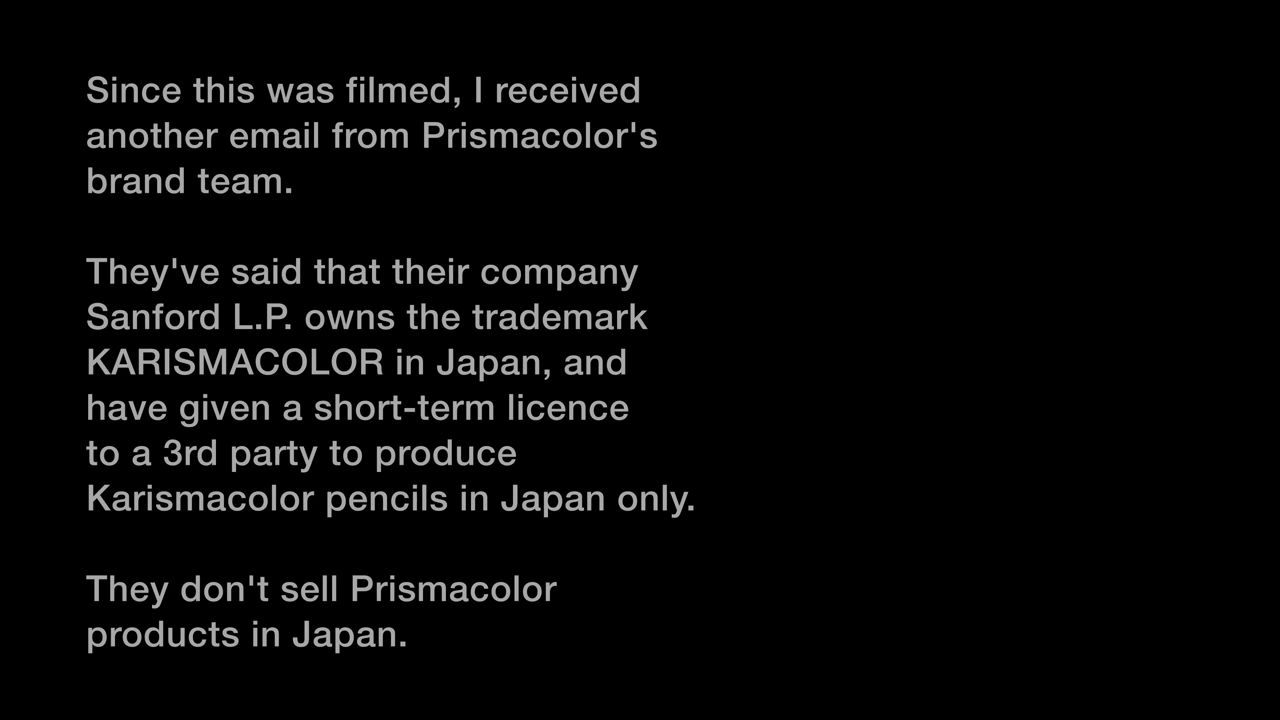 Since this was filmed, I received
another email from Prismacolor's
brand team.
They've said that their company
Sanford L.P. owns the trademark
KARISMACOLOR in Japan, and
have given a short-term licence
to a 3rd party to produce
Karismacolor pencils in Japan only.
They don't sell Prismacolor
products in Japan.